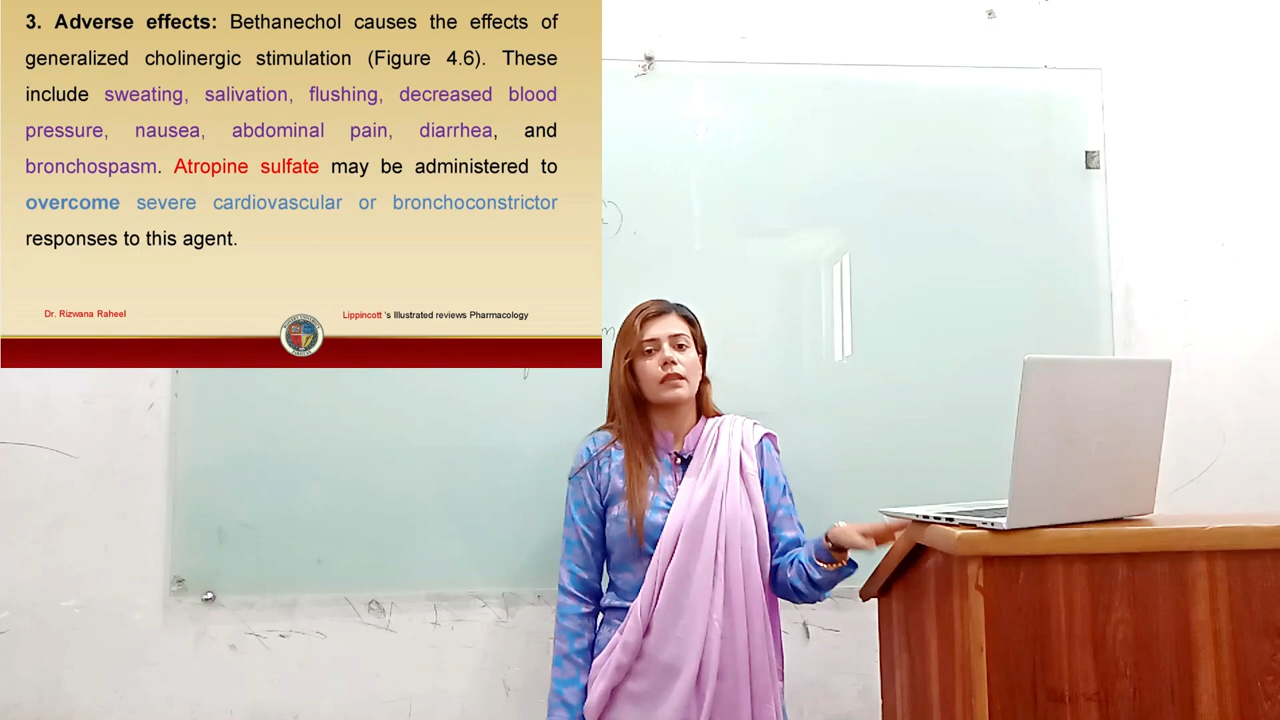 3. Adverse effects: Bethanechol causes the effects of
generalized cholinergic stimulation (Figure 4.6). These
include sweating, salivation, flushing, decreased blood
pressure, nausea, abdominal pain, diarrhea, and
bronchospasm. Atropine sulfate may be administered to
overcome severe cardiovascular or bronchoconstrictor
responses to this agent.
Dr. Rizwana Raheel
Lippincott 's Illustrated reviews Pharmacology